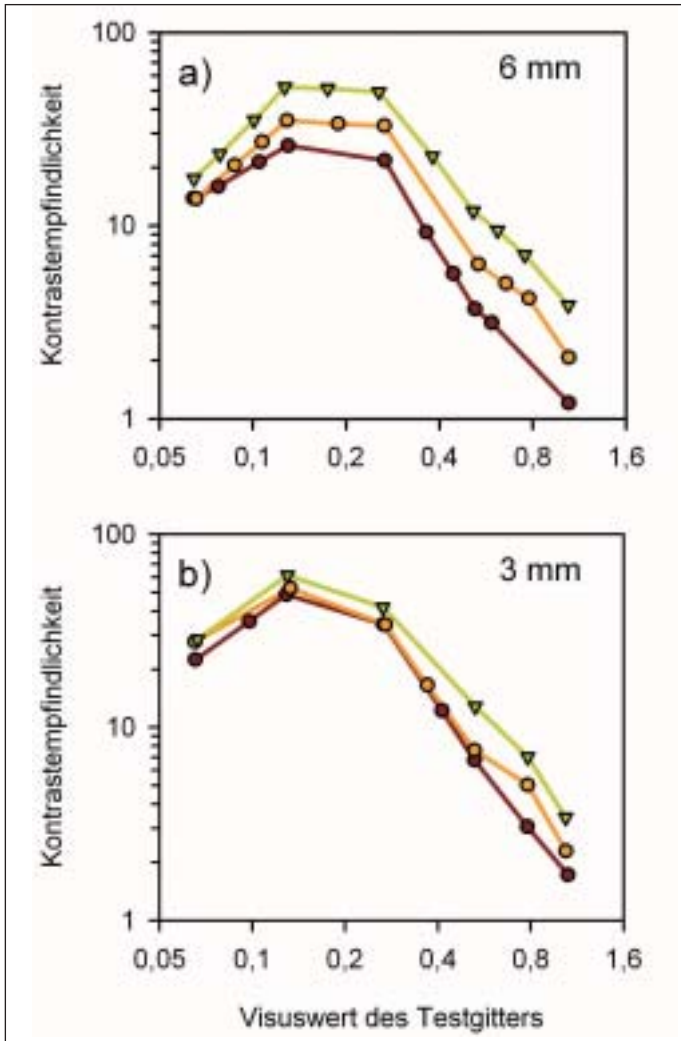 a)
6 mm
Kontrastempfindlichkeit
100
10
1
0,05 0,1 0,2 0,4 0,8 1,6
b)
3 mm
Kontrastempfindlichkeit
100
10
1
0,05 0,1 0,2 0,4 0,8 1,6
Visuswert des Testgitters